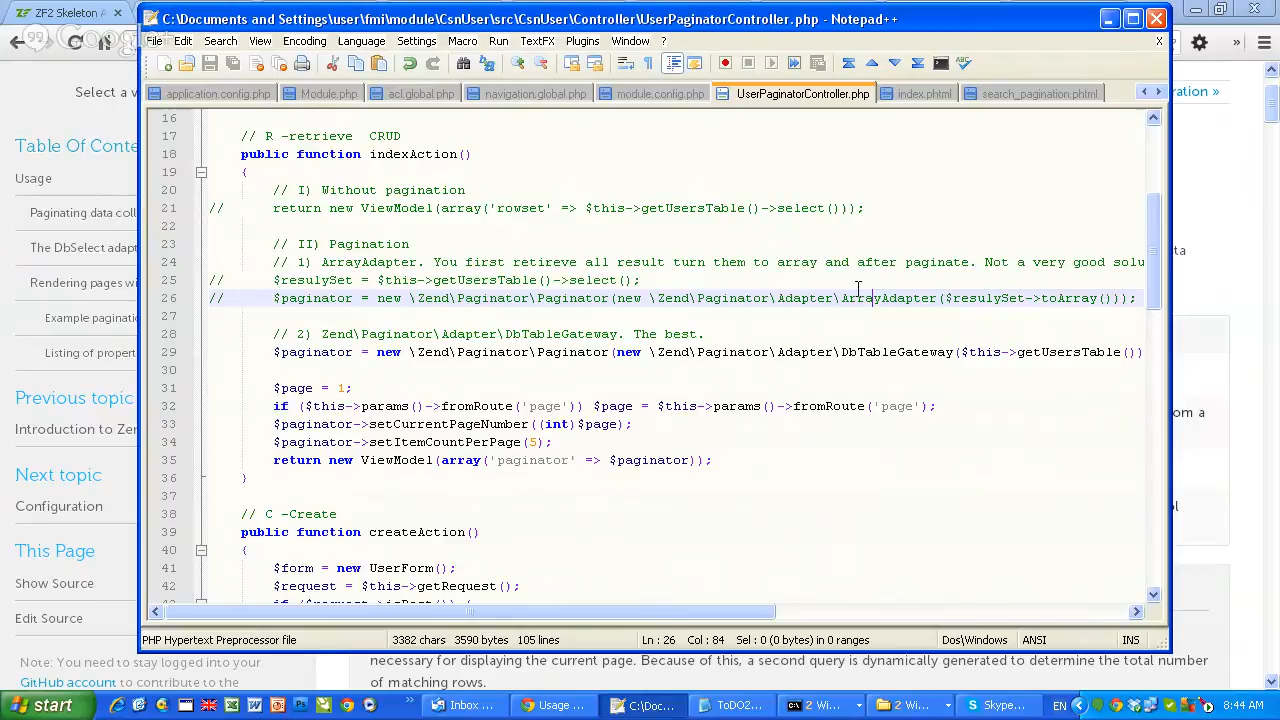 ZF2 Skeleton A
C:\Documents and Settings\user\fmi\module\CsnUser\src\CsnUser\Controller\UserPaginatorController.php - Notepad++
File Edit Search View Encoding Language Settings Macro Run TextFX Plugins Window ? X
application.config.php Module.php acl.global.php navigation.global.php module.config.php UserPaginatorController.php index.phtml search_pagination.phtml
16
17 // R -retrieve CRUD
18 public function indexAction()
19 {
20 // I) Without pagination
21 // return new ViewModel(array('rowset' => $this->getUsersTable()->select()));
22
23 // II) Pagination
24 // 1) ArrayAdapter. You first retireve all result turn them to array and after paginate. Not a very good solu
25 // $resulySet = $this->getUsersTable()->select();
26 // $paginator = new \Zend\Paginator\Paginator(new \Zend\Paginator\Adapter\ArrayAdapter($resulySet->toArray()));
27
28 // 2) Zend\Paginator\Adapter\DbTableGateway. The best.
29 $paginator = new \Zend\Paginator\Paginator(new \Zend\Paginator\Adapter\DbTableGateway($this->getUsersTable())
30
31 $page = 1;
32 if ($this->params()->fromRoute('page')) $page = $this->params()->fromRoute('page');
33 $paginator->setCurrentPageNumber((int)$page);
34 $paginator->setItemCountPerPage(5);
35 return new ViewModel(array('paginator' => $paginator));
36 }
37
38 // C -Create
39 public function createAction()
40 {
41 $form = new UserForm();
42 $request = $this->getRequest();
PHP Hypertext Preprocessor file 3382 chars 3590 bytes 105 lines Ln : 26 Col : 84 Sel : 0 (0 bytes) in 0 ranges Dos\Windows ANSI INS
Select a v
Table Of Conte
Usage
Paginating data coll
The DbSelect adapt
Rendering pages wi
Example pagination
Listing of propert
Previous topic
Introduction to Zen
Next topic
Configuration
This Page
Show Source
Edit Source
Note: You need to stay logged into your
GitHub account to contribute to the
ration »
ta
om a
ol
necessary for displaying the current page. Because of this, a second query is dynamically generated to determine the total number
of matching rows.
start Inbox ... Usage ... C:\Doc... ToDO2... 2 Wi... 2 Wi... Skype... EN 8:44 AM